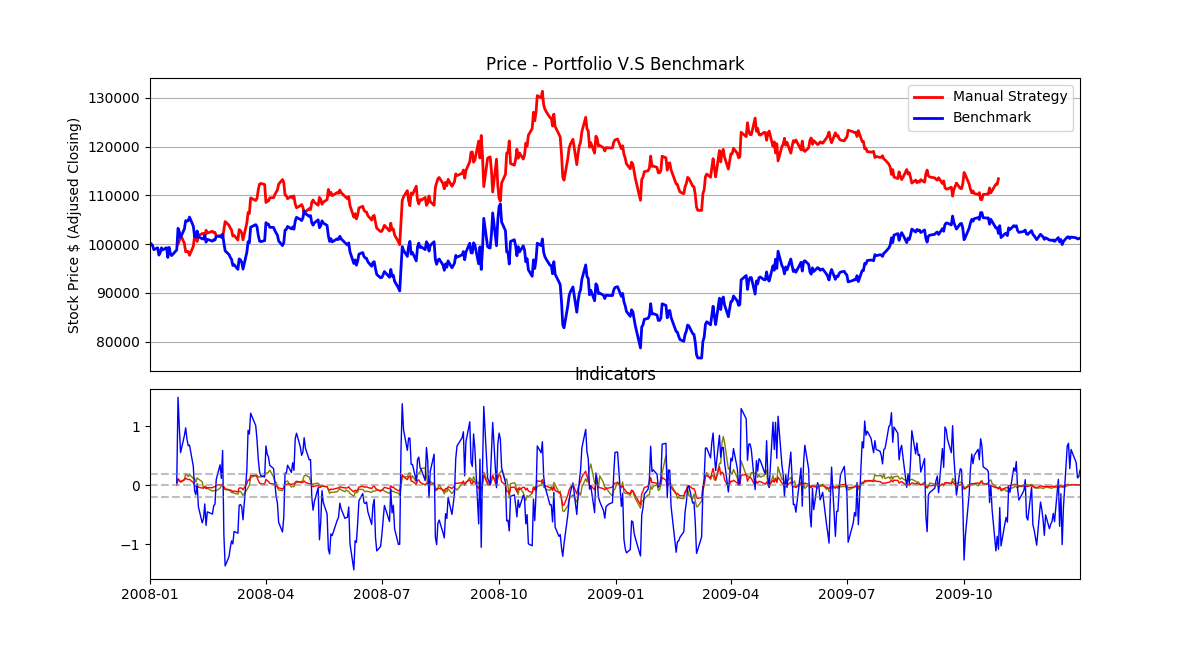 Price - Portfolio V.S Benchmark
Stock Price $ (Adjused Closing)
130000
120000
110000
100000
90000
80000
Manual Strategy
Benchmark
Indicators
1
0
−1
2008-01 2008-04 2008-07 2008-10 2009-01 2009-04 2009-07 2009-10